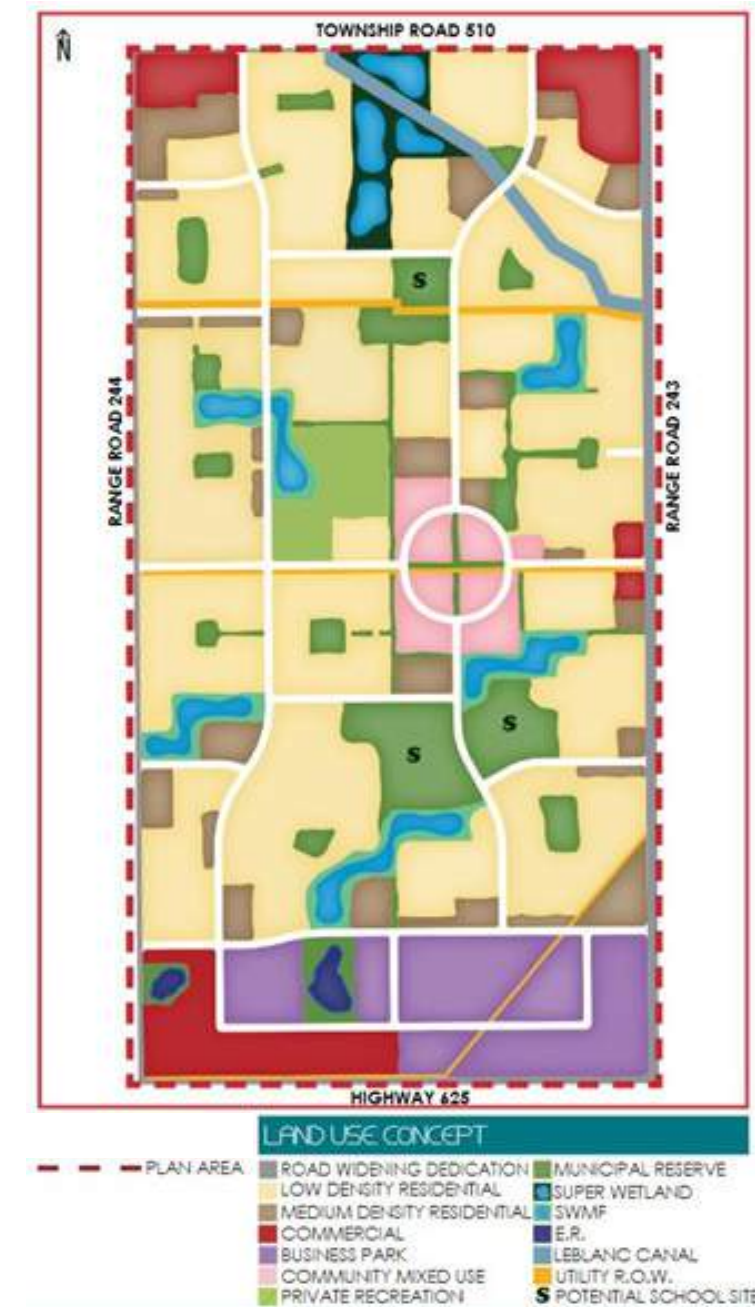 TOWNSHIP ROAD 510
N
S
RANGE ROAD 244
RANGE ROAD 243
S
S
HIGHWAY 625
LAND USE CONCEPT
PLAN AREA
ROAD WIDENING DEDICATION
MUNICIPAL RESERVE
LOW DENSITY RESIDENTIAL
SUPER WETLAND
MEDIUM DENSITY RESIDENTIAL
SWMF
COMMERCIAL
E.R.
BUSINESS PARK
LEBLANC CANAL
COMMUNITY MIXED USE
UTILITY R.O.W.
PRIVATE RECREATION
S POTENTIAL SCHOOL SITE